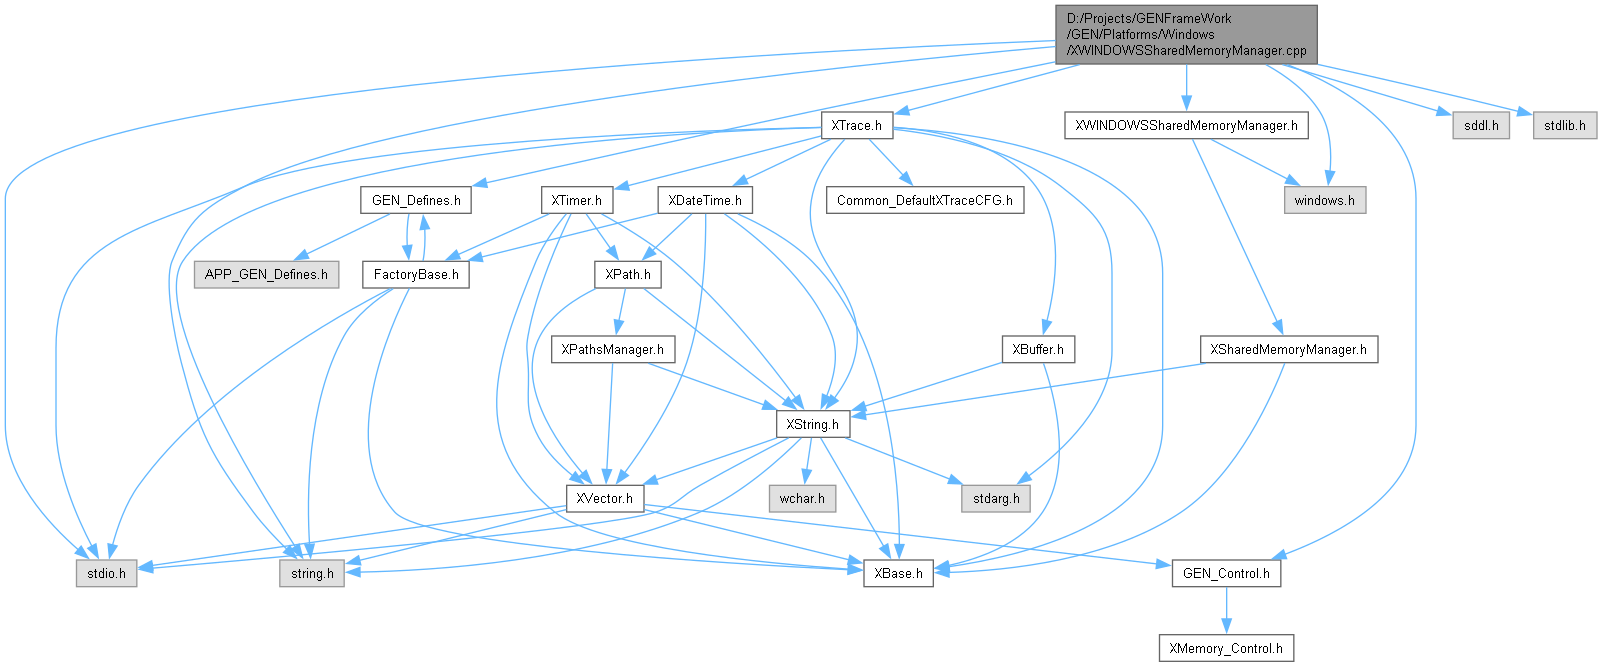 D:/Projects/GENFrameWork
/GEN/Platforms/Windows
/XWINDOWSSharedMemoryManager.cpp
XTrace.h
XWINDOWSSharedMemoryManager.h
sddl.h
stdlib.h
GEN_Defines.h
XTimer.h
XDateTime.h
Common_DefaultXTraceCFG.h
windows.h
APP_GEN_Defines.h
FactoryBase.h
XPath.h
XPathsManager.h
XBuffer.h
XSharedMemoryManager.h
XString.h
XVector.h
wchar.h
stdarg.h
stdio.h
string.h
XBase.h
GEN_Control.h
XMemory_Control.h